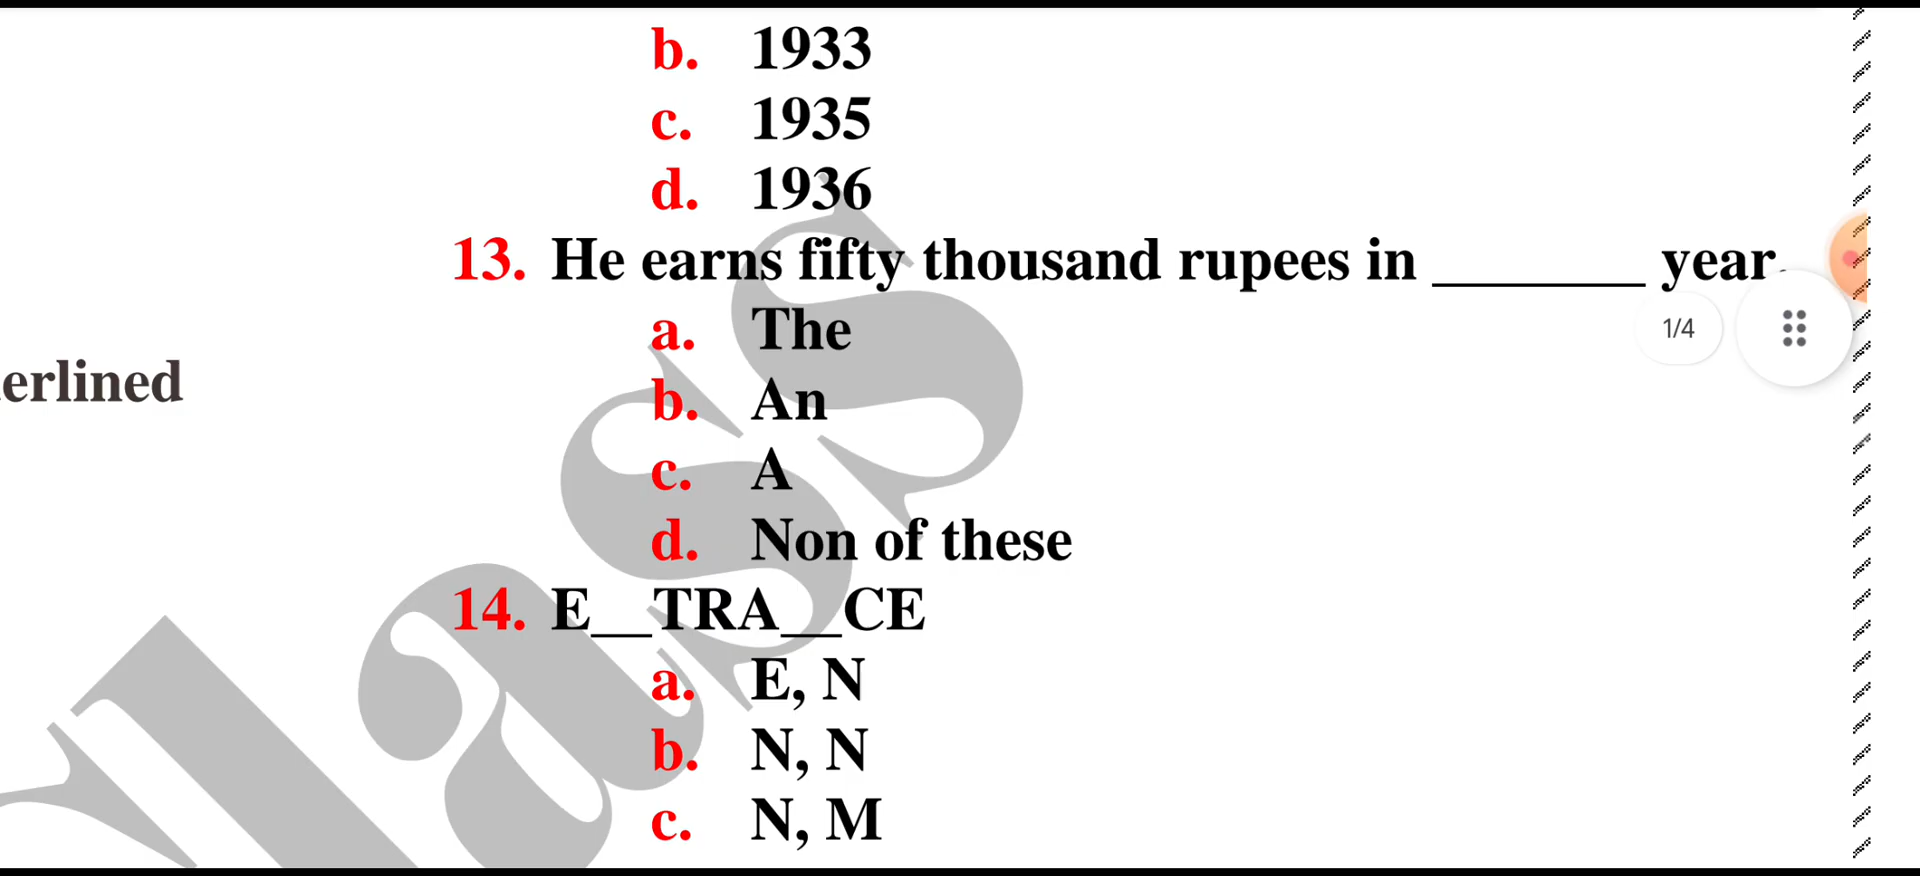 b. 1933
c. 1935
d. 1936
13. He earns fifty thousand rupees in _______ year.
a. The
1/4
erlined
b. An
c. A
d. Non of these
14. E__TRA__CE
a. E, N
b. N, N
c. N, M
lass